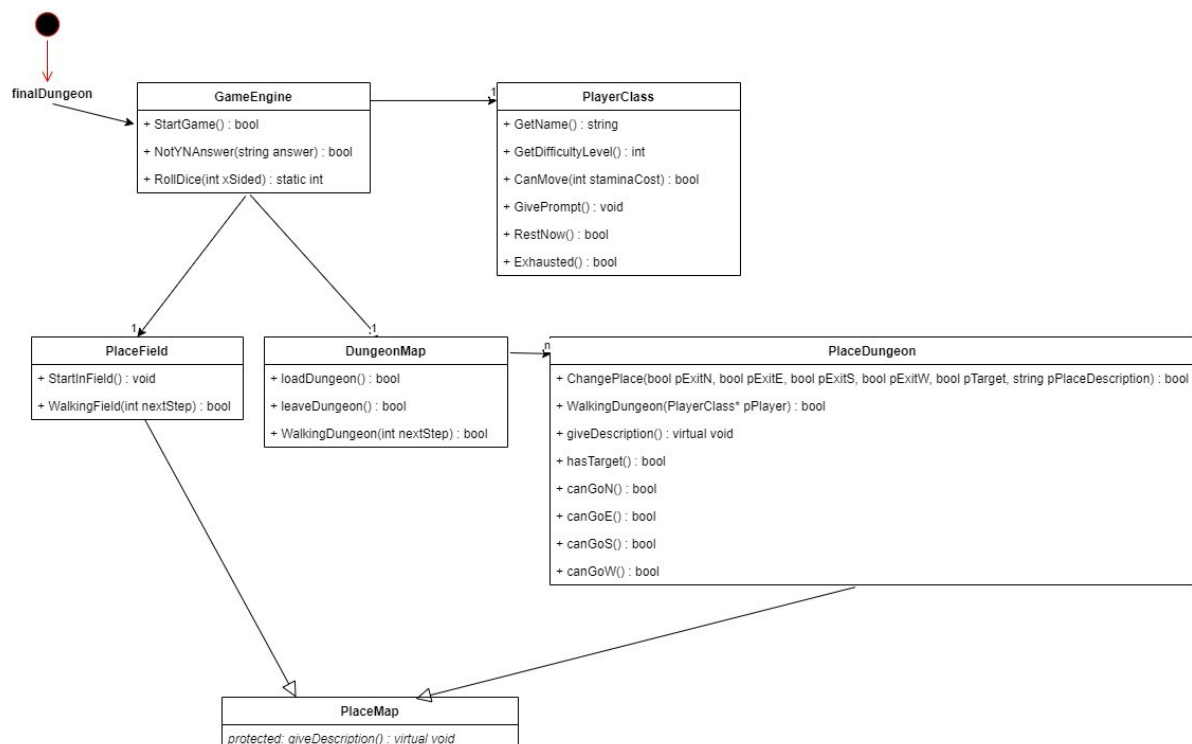 finalDungeon
GameEngine
+ StartGame() : bool
+ NotYNAnswer(string answer) : bool
+ RollDice(int xSided) : static int
1
PlayerClass
+ GetName() : string
+ GetDifficultyLevel() : int
+ CanMove(int staminaCost) : bool
+ GivePrompt() : void
+ RestNow() : bool
+ Exhausted() : bool
1
PlaceField
+ StartInField() : void
+ WalkingField(int nextStep) : bool
1
DungeonMap
+ loadDungeon() : bool
+ leaveDungeon() : bool
+ WalkingDungeon(int nextStep) : bool
n
PlaceDungeon
+ ChangePlace(bool pExitN, bool pExitE, bool pExitS, bool pExitW, bool pTarget, string pPlaceDescription) : bool
+ WalkingDungeon(PlayerClass* pPlayer) : bool
+ giveDescription() : virtual void
+ hasTarget() : bool
+ canGoN() : bool
+ canGoE() : bool
+ canGoS() : bool
+ canGoW() : bool
PlaceMap
protected: giveDescription() : virtual void